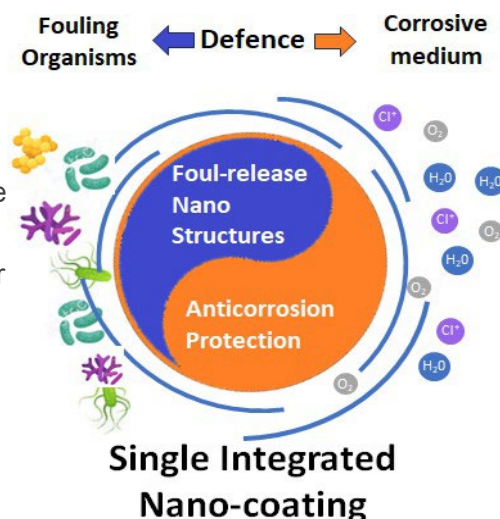 Fouling Organisms
Defence
Corrosive medium
Foul-release
Nano
Structures
Anticorrosion
Protection
Cl⁺
O₂
H₂0
H₂0
Cl⁺
O₂
H₂0
O₂
Cl⁺
H₂0
O₂
e
r
Single Integrated
Nano-coating